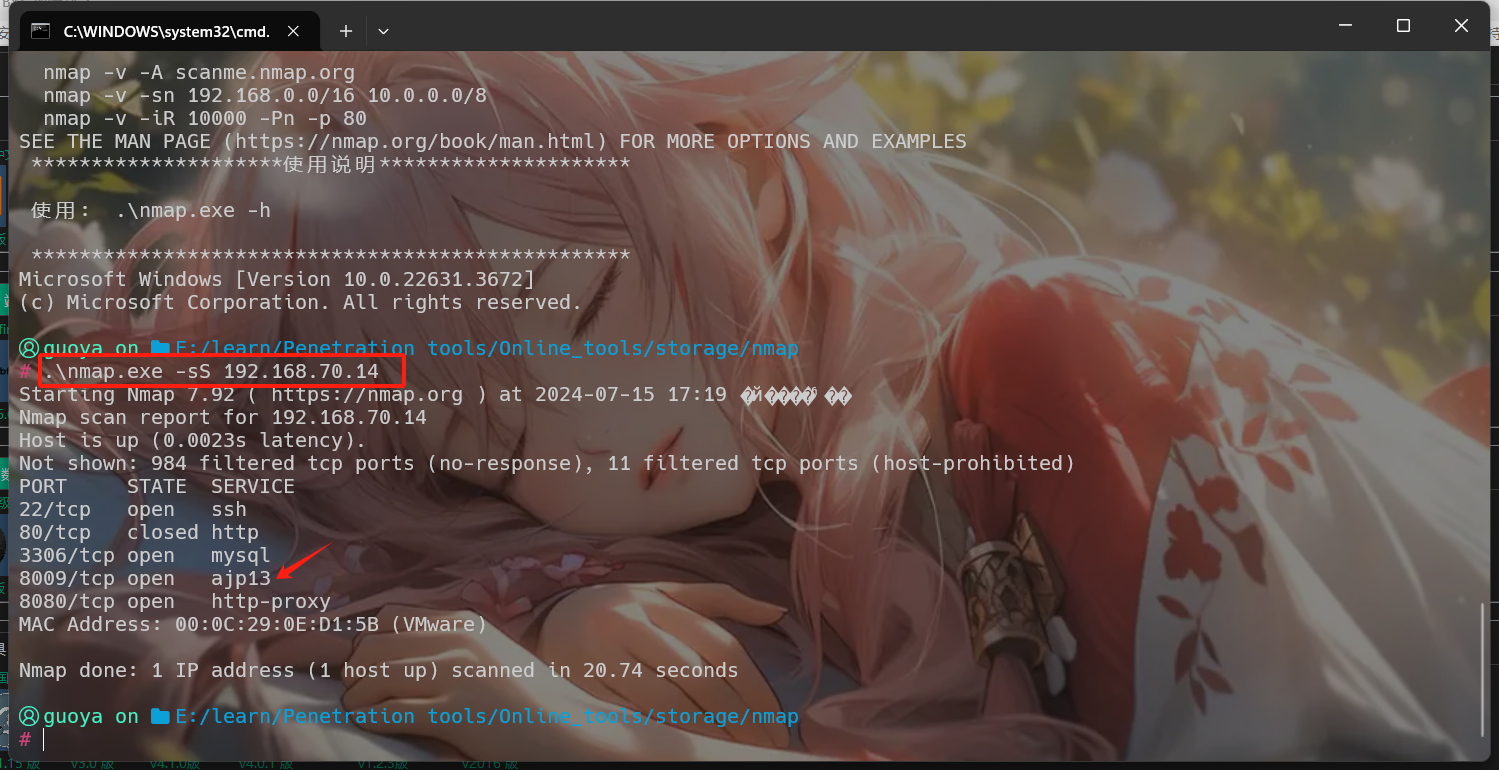 C:\WINDOWS\system32\cmd.
nmap -v -A scanme.nmap.org
nmap -v -sn 192.168.0.0/16 10.0.0.0/8
nmap -v -iR 10000 -Pn -p 80
SEE THE MAN PAGE (https://nmap.org/book/man.html) FOR MORE OPTIONS AND EXAMPLES
*********************使用说明*********************
使用: .\nmap.exe -h
**************************************************
Microsoft Windows [Version 10.0.22631.3672]
(c) Microsoft Corporation. All rights reserved.
guoya on E:/learn/Penetration tools/Online_tools/storage/nmap
# .\nmap.exe -sS 192.168.70.14
Starting Nmap 7.92 ( https://nmap.org ) at 2024-07-15 17:19
Nmap scan report for 192.168.70.14
Host is up (0.0023s latency).
Not shown: 984 filtered tcp ports (no-response), 11 filtered tcp ports (host-prohibited)
PORT     STATE  SERVICE
22/tcp   open   ssh
80/tcp   closed http
3306/tcp open   mysql
8009/tcp open   ajp13
8080/tcp open   http-proxy
MAC Address: 00:0C:29:0E:D1:5B (VMware)
Nmap done: 1 IP address (1 host up) scanned in 20.74 seconds
guoya on E:/learn/Penetration tools/Online_tools/storage/nmap
#